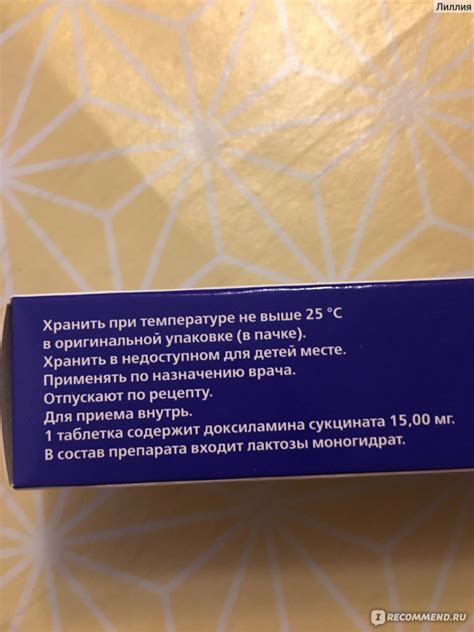 Лиллия
Хранить при температуре не выше 25 °C
в оригинальной упаковке (в пачке).
Хранить в недоступном для детей месте.
Применять по назначению врача.
Отпускают по рецепту.
Для приема внутрь.
1 таблетка содержит доксиламина сукцината 15,00 мг.
В состав препарата входит лактозы моногидрат.
I RECOMMEND.RU